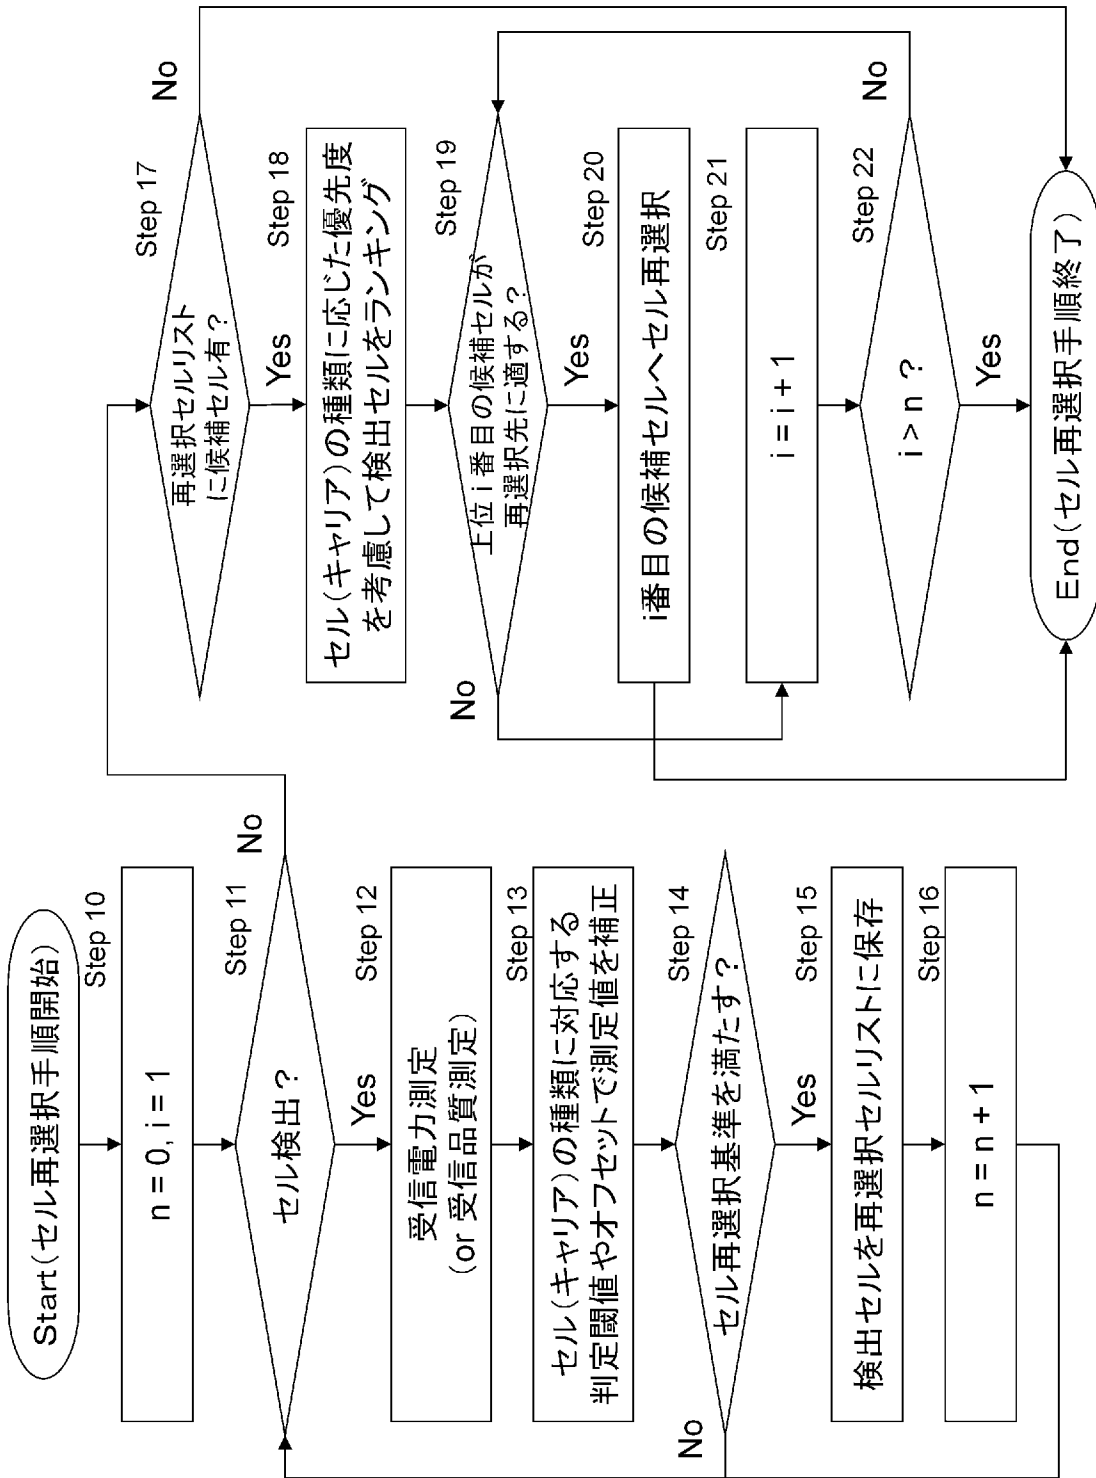 Start(セル再選択手順開始)
Step 10
n = 0, i = 1
Step 11
セル検出?
No
Yes
Step 12
受信電力測定
(or 受信品質測定)
Step 13
セル(キャリア)の種類に対応する
判定閾値やオフセットで測定値を補正
Step 14
セル再選択基準を満たす?
No
Yes
Step 15
検出セルを再選択セルリストに保存
Step 16
n = n + 1
Step 17
再選択セルリスト
に候補セル有?
No
Yes
Step 18
セル(キャリア)の種類に応じた優先度
を考慮して検出セルをランキング
Step 19
上位 i 番目の候補セルが
再選択先に適する?
No
Yes
Step 20
i番目の候補セルへセル再選択
Step 21
i = i + 1
Step 22
i > n ?
No
Yes
End(セル再選択手順終了)